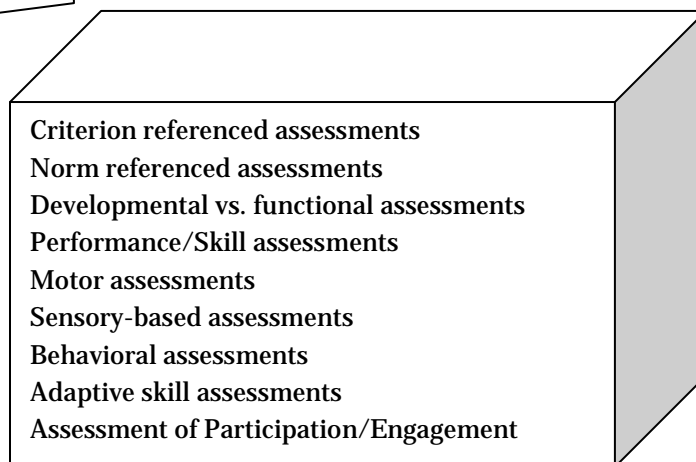 Criterion referenced assessments
Norm referenced assessments
Developmental vs. functional assessments
Performance/Skill assessments
Motor assessments
Sensory-based assessments
Behavioral assessments
Adaptive skill assessments
Assessment of Participation/Engagement